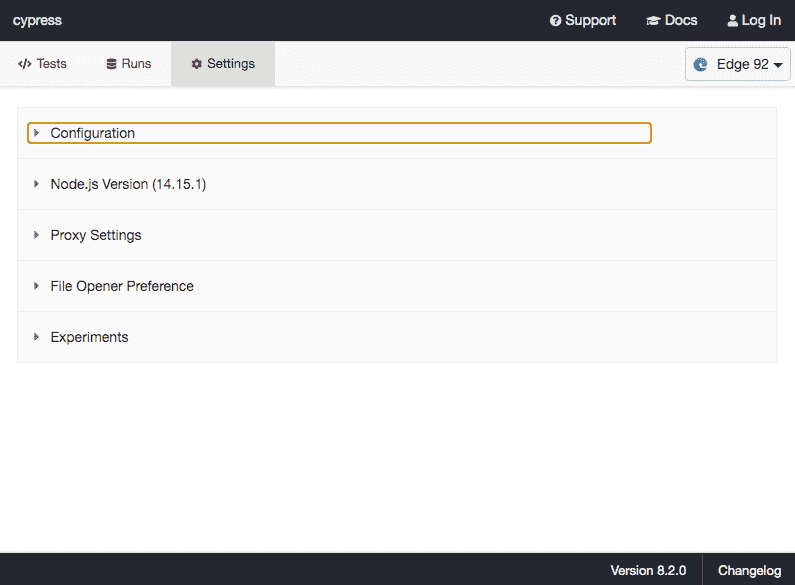 cypress Support Docs Log In
Tests Runs Settings Edge 92
Configuration
Node.js Version (14.15.1)
Proxy Settings
File Opener Preference
Experiments
Version 8.2.0 Changelog